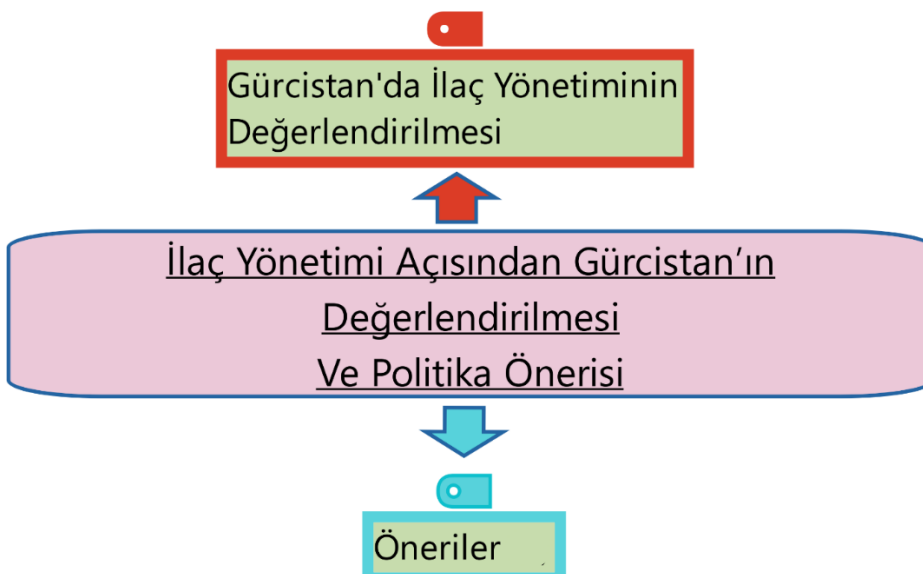 Gürcistan'da İlaç Yönetiminin
Değerlendirilmesi
İlaç Yönetimi Açısından Gürcistan’ın
Değerlendirilmesi
Ve Politika Önerisi
Öneriler